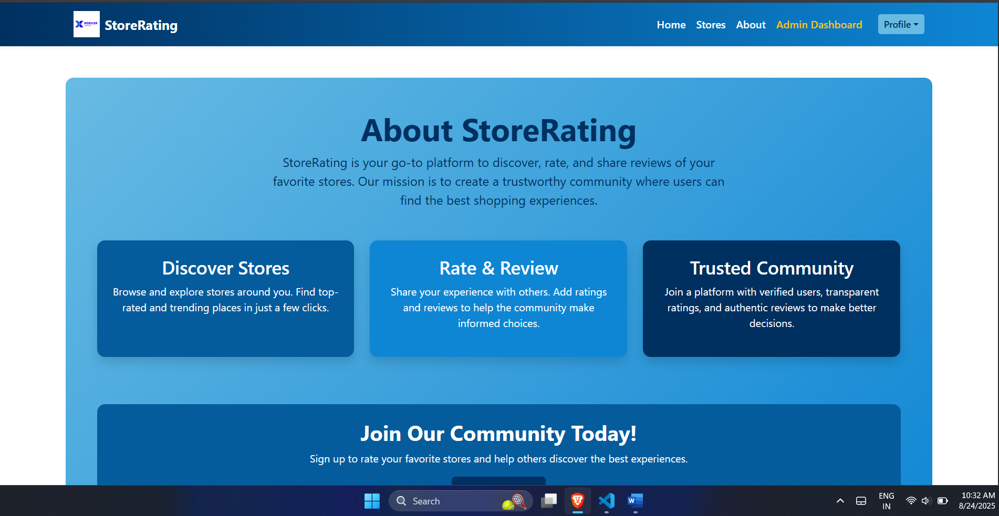 ROXILER
StoreRating
Home
Stores
About
Admin Dashboard
Profile
About StoreRating
StoreRating is your go-to platform to discover, rate, and share reviews of your
favorite stores. Our mission is to create a trustworthy community where users can
find the best shopping experiences.
Discover Stores
Browse and explore stores around you. Find top-
rated and trending places in just a few clicks.
Rate & Review
Share your experience with others. Add ratings
and reviews to help the community make
informed choices.
Trusted Community
Join a platform with verified users, transparent
ratings, and authentic reviews to make better
decisions.
Join Our Community Today!
Sign up to rate your favorite stores and help others discover the best experiences.
Search
W
ENG
IN
10:32 AM
8/24/2025